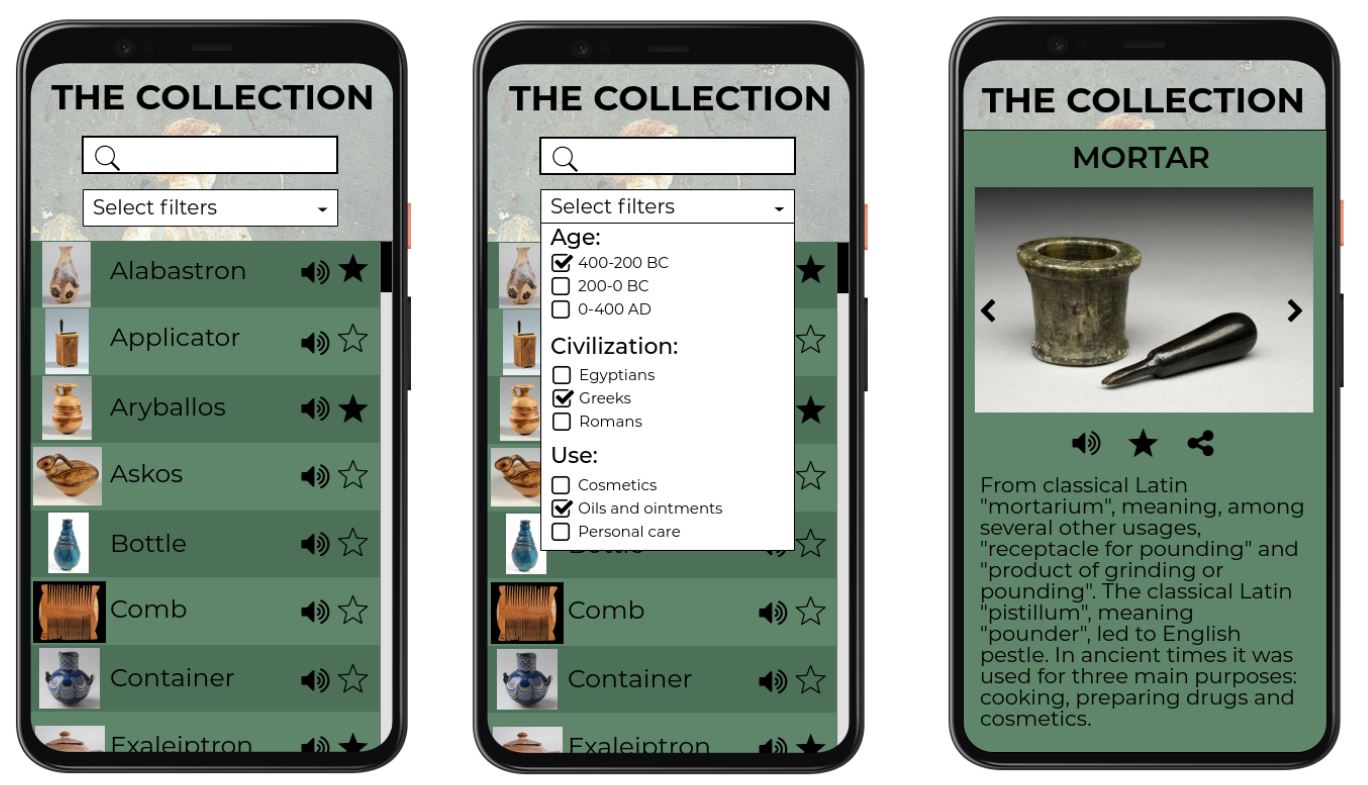 THE COLLECTION
Select filters
Alabastron
Applicator
Aryballos
Askos
Bottle
Comb
Container
Exaleiptron
THE COLLECTION
Select filters
Age:
400-200 BC
200-0 BC
0-400 AD
Civilization:
Egyptians
Greeks
Romans
Use:
Cosmetics
Oils and ointments
Personal care
Bottle
Comb
Container
Exaleiptron
THE COLLECTION
MORTAR
From classical Latin
"mortarium", meaning, among
several other usages,
"receptacle for pounding" and
"product of grinding or
pounding". The classical Latin
"pistillum", meaning
"pounder", led to English
pestle. In ancient times it was
used for three main purposes:
cooking, preparing drugs and
cosmetics.